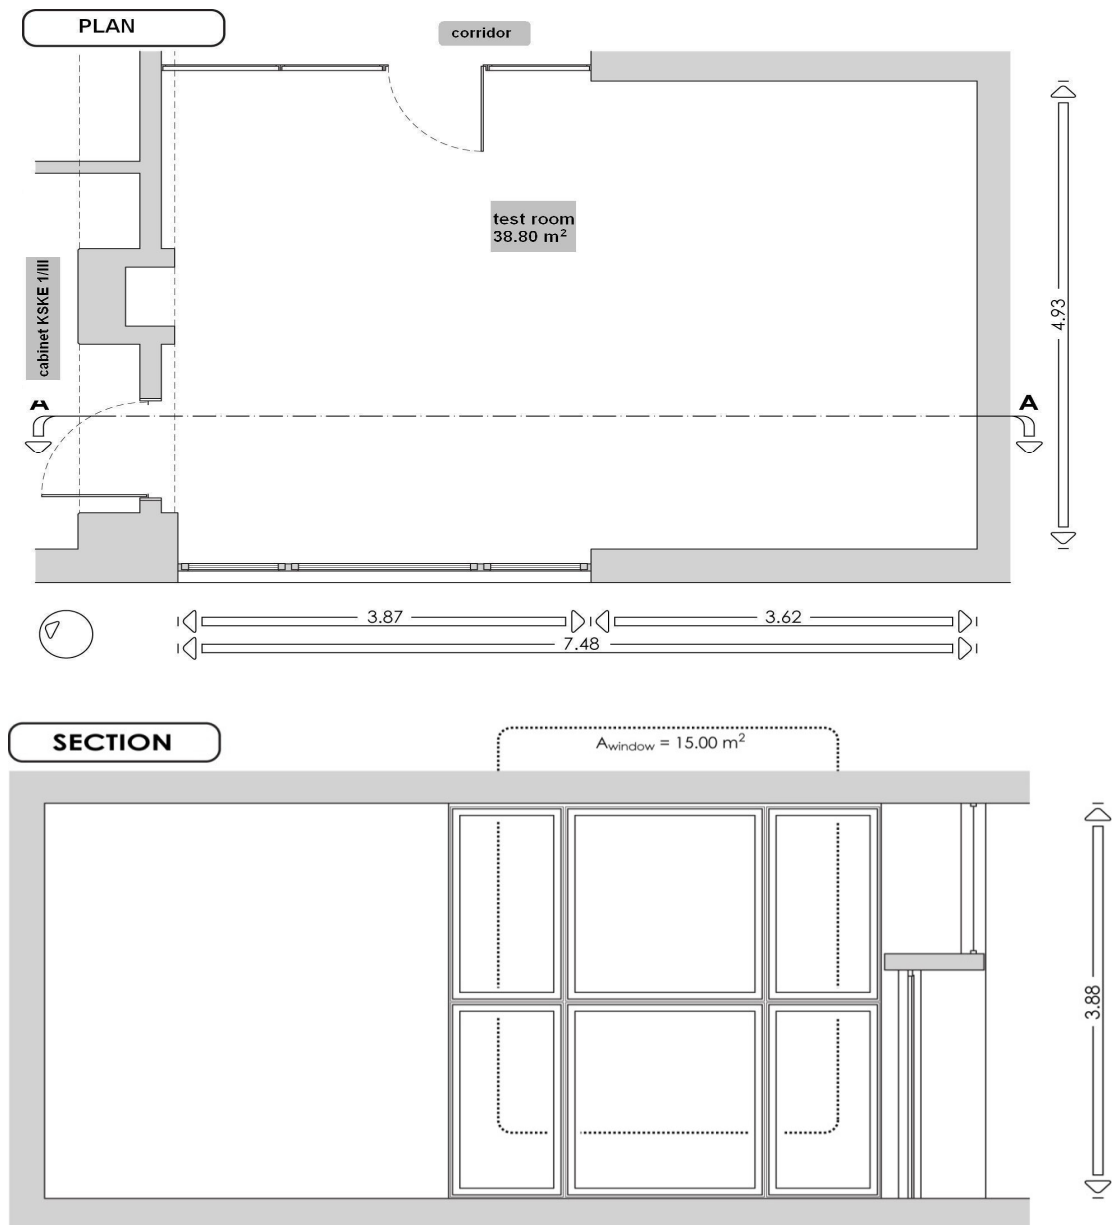 PLAN
corridor
test room
38.80 m²
cabinet KSKE 1/III
4.93
A
A
3.87
3.62
7.48
SECTION
Awindow = 15.00 m²
3.88